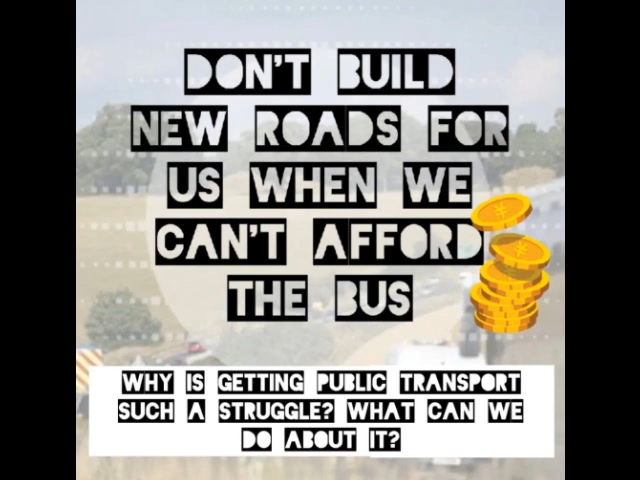 DON'T BUILD
NEW ROADS FOR
US WHEN WE
CAN'T AFFORD
THE BUS
WHY IS GETTING PUBLIC TRANSPORT
SUCH A STRUGGLE? WHAT CAN WE
DO ABOUT IT?